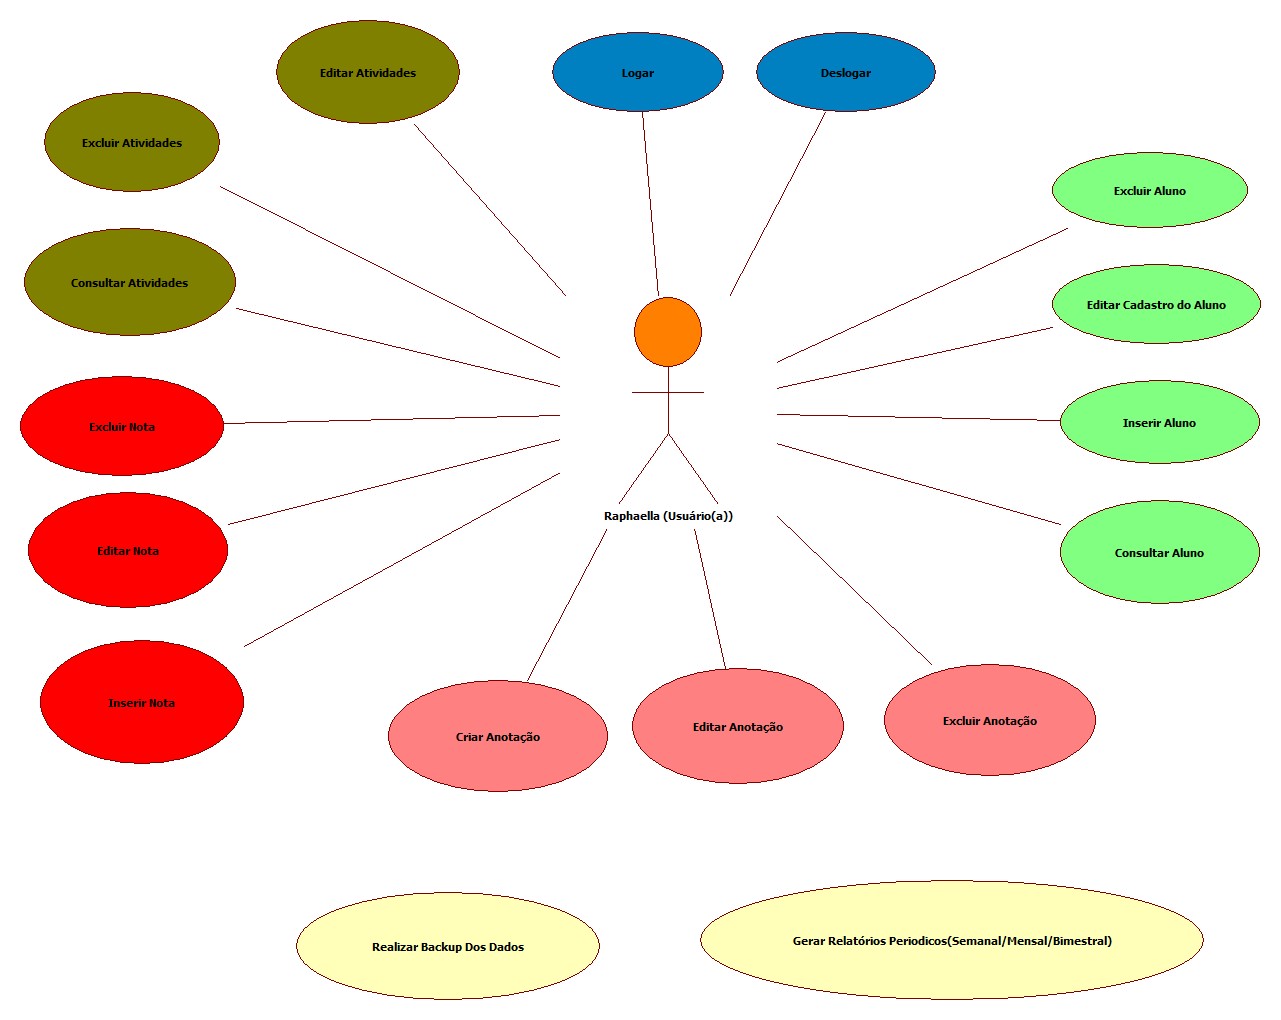 Editar Atividades
Logar
Deslogar
Excluir Atividades
Excluir Aluno
Consultar Atividades
Editar Cadastro do Aluno
Excluir Nota
Inserir Aluno
Raphaella (Usuário(a))
Editar Nota
Consultar Aluno
Inserir Nota
Criar Anotação
Editar Anotação
Excluir Anotação
Realizar Backup Dos Dados
Gerar Relatórios Periodicos(Semanal/Mensal/Bimestral)